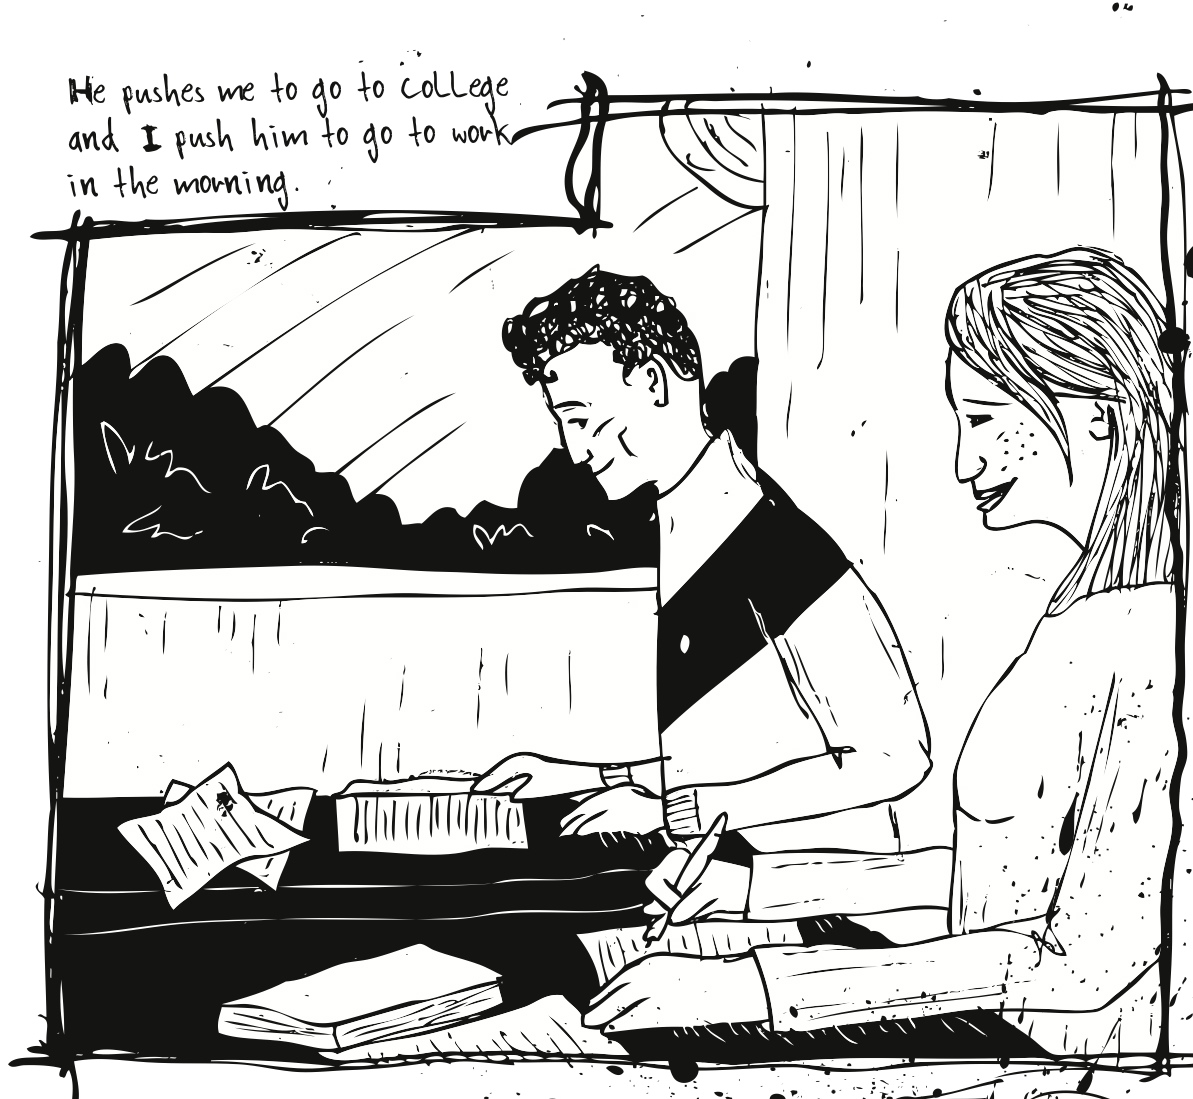 He pushes me to go to college
and I push him to go to work
in the morning.